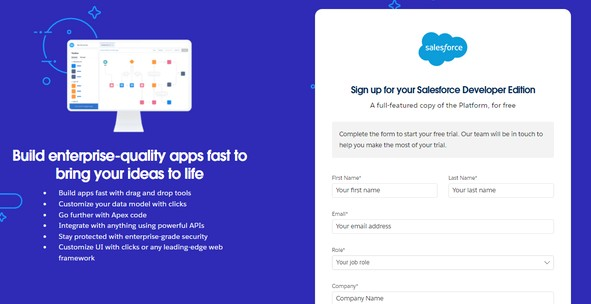 Build enterprise-quality apps fast to
bring your ideas to life
Build apps fast with drag and drop tools
Customize your data model with clicks
Go further with Apex code
Integrate with anything using powerful APIs
Stay protected with enterprise-grade security
Customize UI with clicks or any leading-edge web
framework
salesforce
Sign up for your Salesforce Developer Edition
A full-featured copy of the Platform, for free
Complete the form to start your free trial. Our team will be in touch to
help you make the most of your trial.
First Name* Last Name*
Your first name Your last name
Email*
Your email address
Role*
Your job role
Company*
Company Name